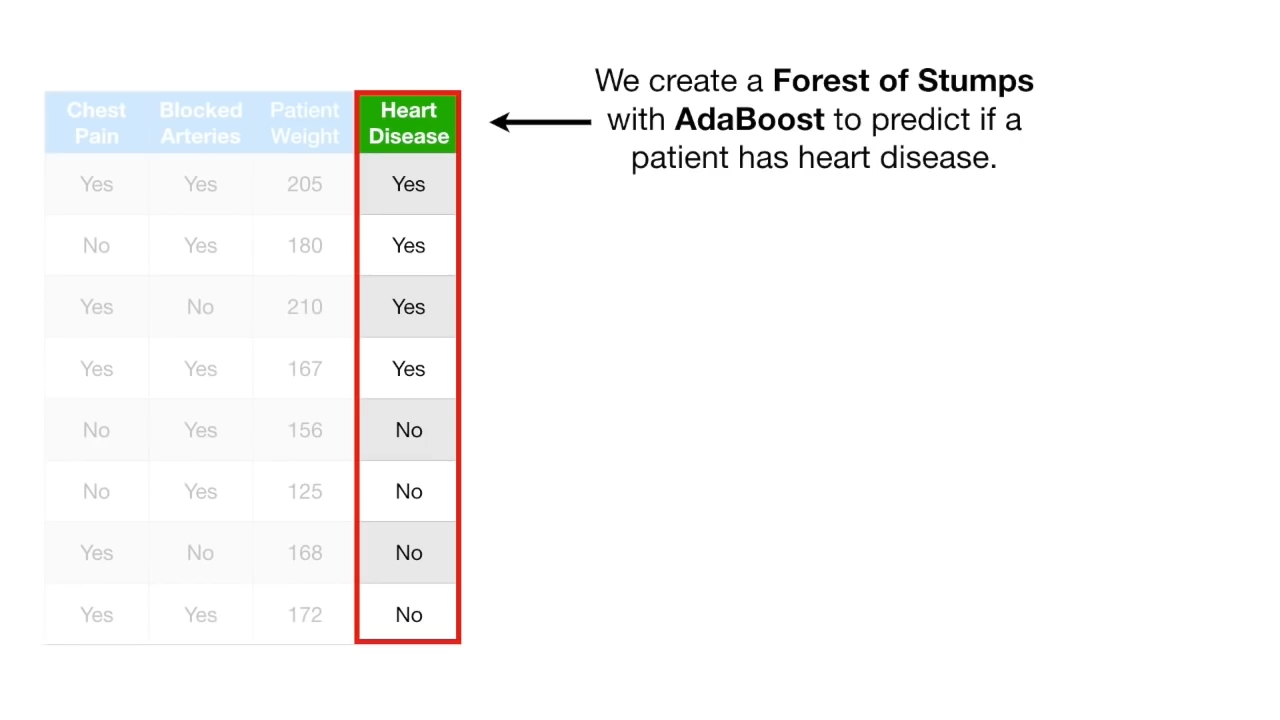 We create a Forest of Stumps
with AdaBoost to predict if a
patient has heart disease.
Chest Pain Blocked Arteries Patient Weight Heart Disease
Yes Yes 205 Yes
No Yes 180 Yes
Yes No 210 Yes
Yes Yes 167 Yes
No Yes 156 No
No Yes 125 No
Yes No 168 No
Yes Yes 172 No